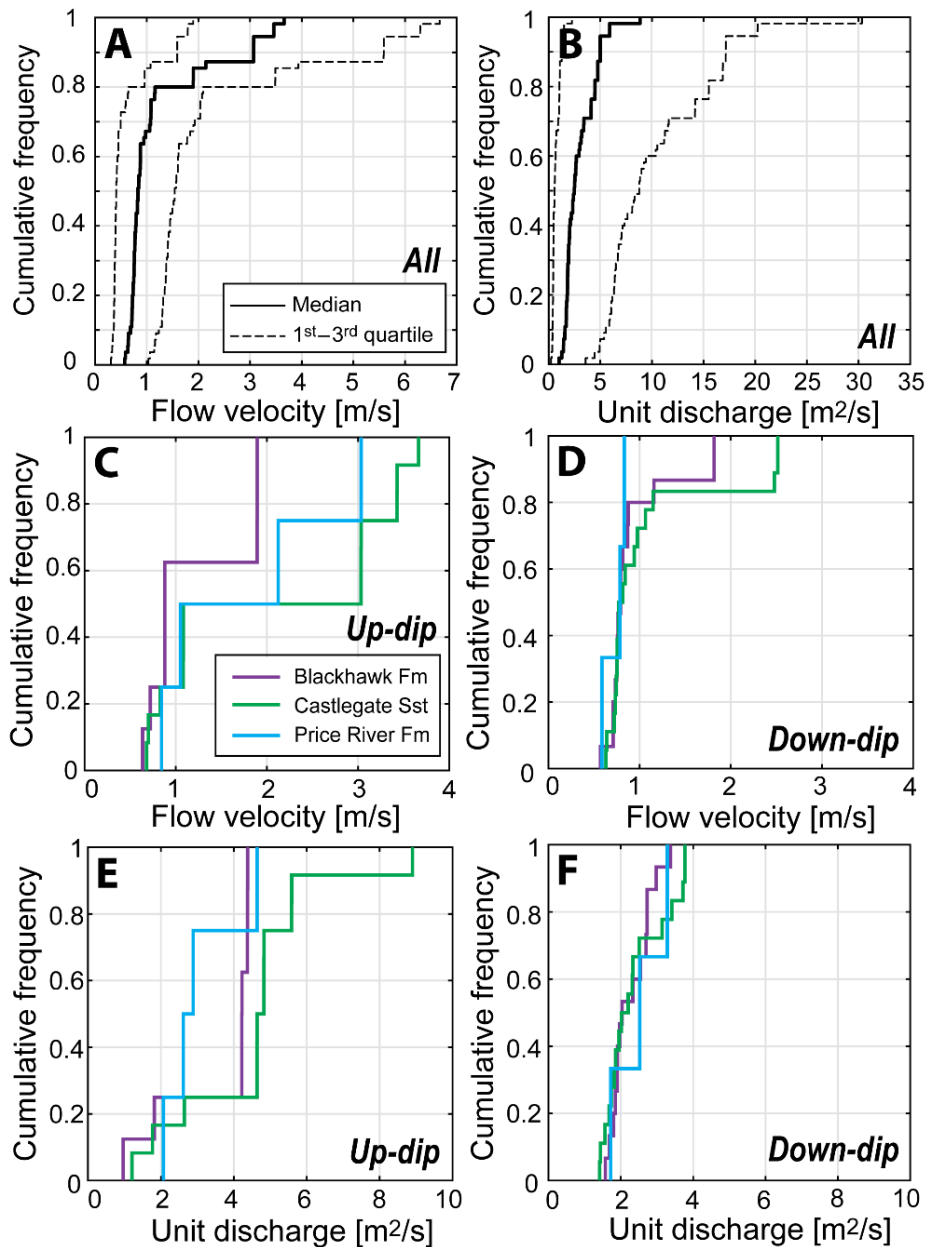 A
Cumulative frequency
1
0.8
0.6
0.4
0.2
0
All
Median
1st–3rd quartile
0 1 2 3 4 5 6 7
Flow velocity [m/s]
B
Cumulative frequency
1
0.8
0.6
0.4
0.2
0
All
0 5 10 15 20 25 30 35
Unit discharge [m2/s]
C
Cumulative frequency
1
0.8
0.6
0.4
0.2
0
Up-dip
Blackhawk Fm
Castlegate Sst
Price River Fm
0 1 2 3 4
Flow velocity [m/s]
D
Cumulative frequency
1
0.8
0.6
0.4
0.2
0
Down-dip
0 1 2 3 4
Flow velocity [m/s]
E
Cumulative frequency
1
0.8
0.6
0.4
0.2
0
Up-dip
0 2 4 6 8 10
Unit discharge [m2/s]
F
Cumulative frequency
1
0.8
0.6
0.4
0.2
0
Down-dip
0 2 4 6 8 10
Unit discharge [m2/s]